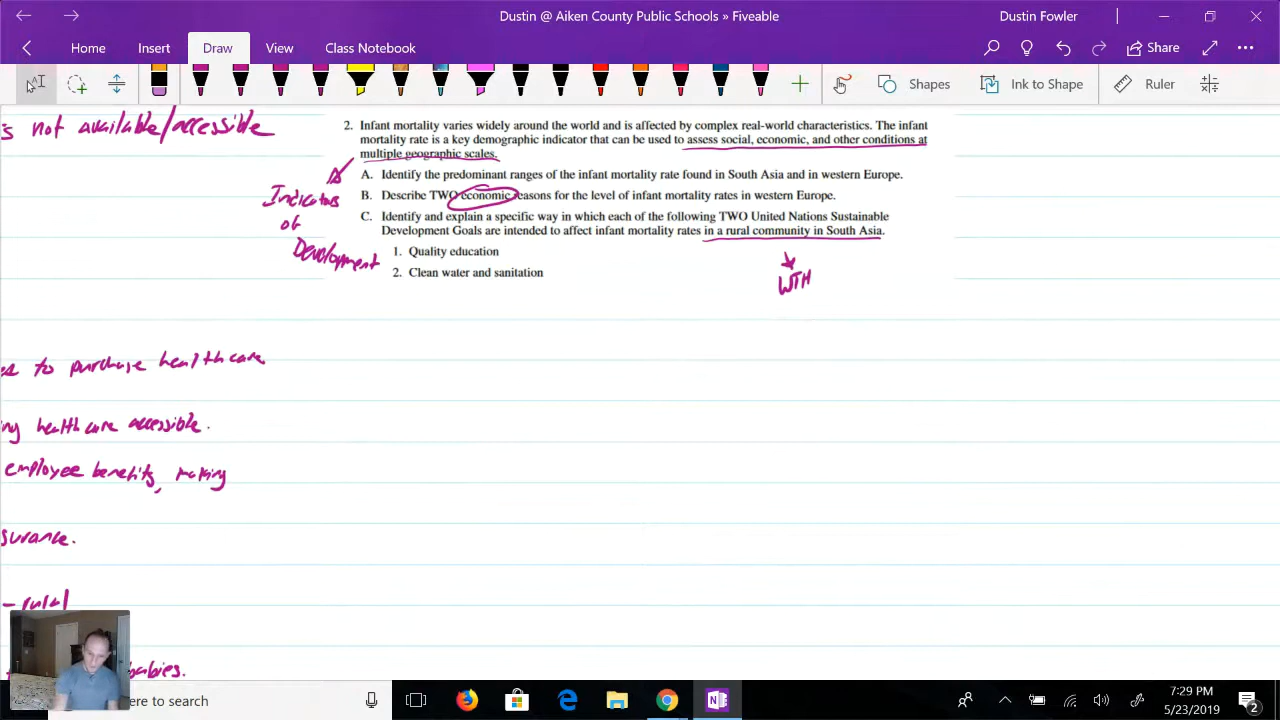 Dustin @ Aiken County Public Schools » Fiveable
Dustin Fowler
Home Insert Draw View Class Notebook
Share
Shapes Ink to Shape Ruler
is not available/accessible
2. Infant mortality varies widely around the world and is affected by complex real-world characteristics. The infant
mortality rate is a key demographic indicator that can be used to assess social, economic, and other conditions at
multiple geographic scales.
A. Identify the predominant ranges of the infant mortality rate found in South Asia and in western Europe.
Indicators
B. Describe TWO economic reasons for the level of infant mortality rates in western Europe.
of
C. Identify and explain a specific way in which each of the following TWO United Nations Sustainable
Development Goals are intended to affect infant mortality rates in a rural community in South Asia.
Development
1. Quality education
2. Clean water and sanitation
WTH
to purchase healthcare
healthcare accessible.
employee benefits, making
- rural
babies.
here to search
7:29 PM
5/23/2019
2